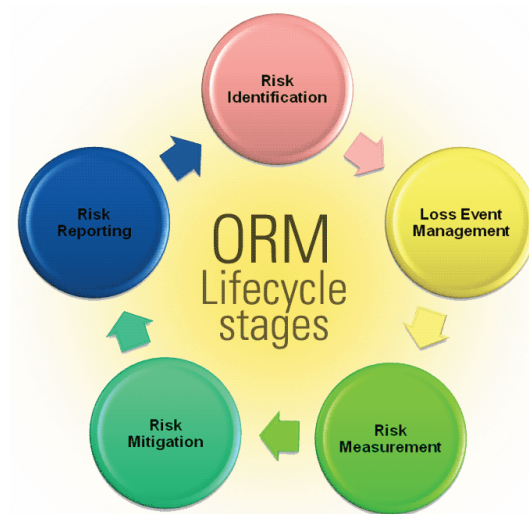 Risk
Identification
Loss Event
Management
Risk
Measurement
Risk
Mitigation
Risk
Reporting
ORM
Lifecycle
stages